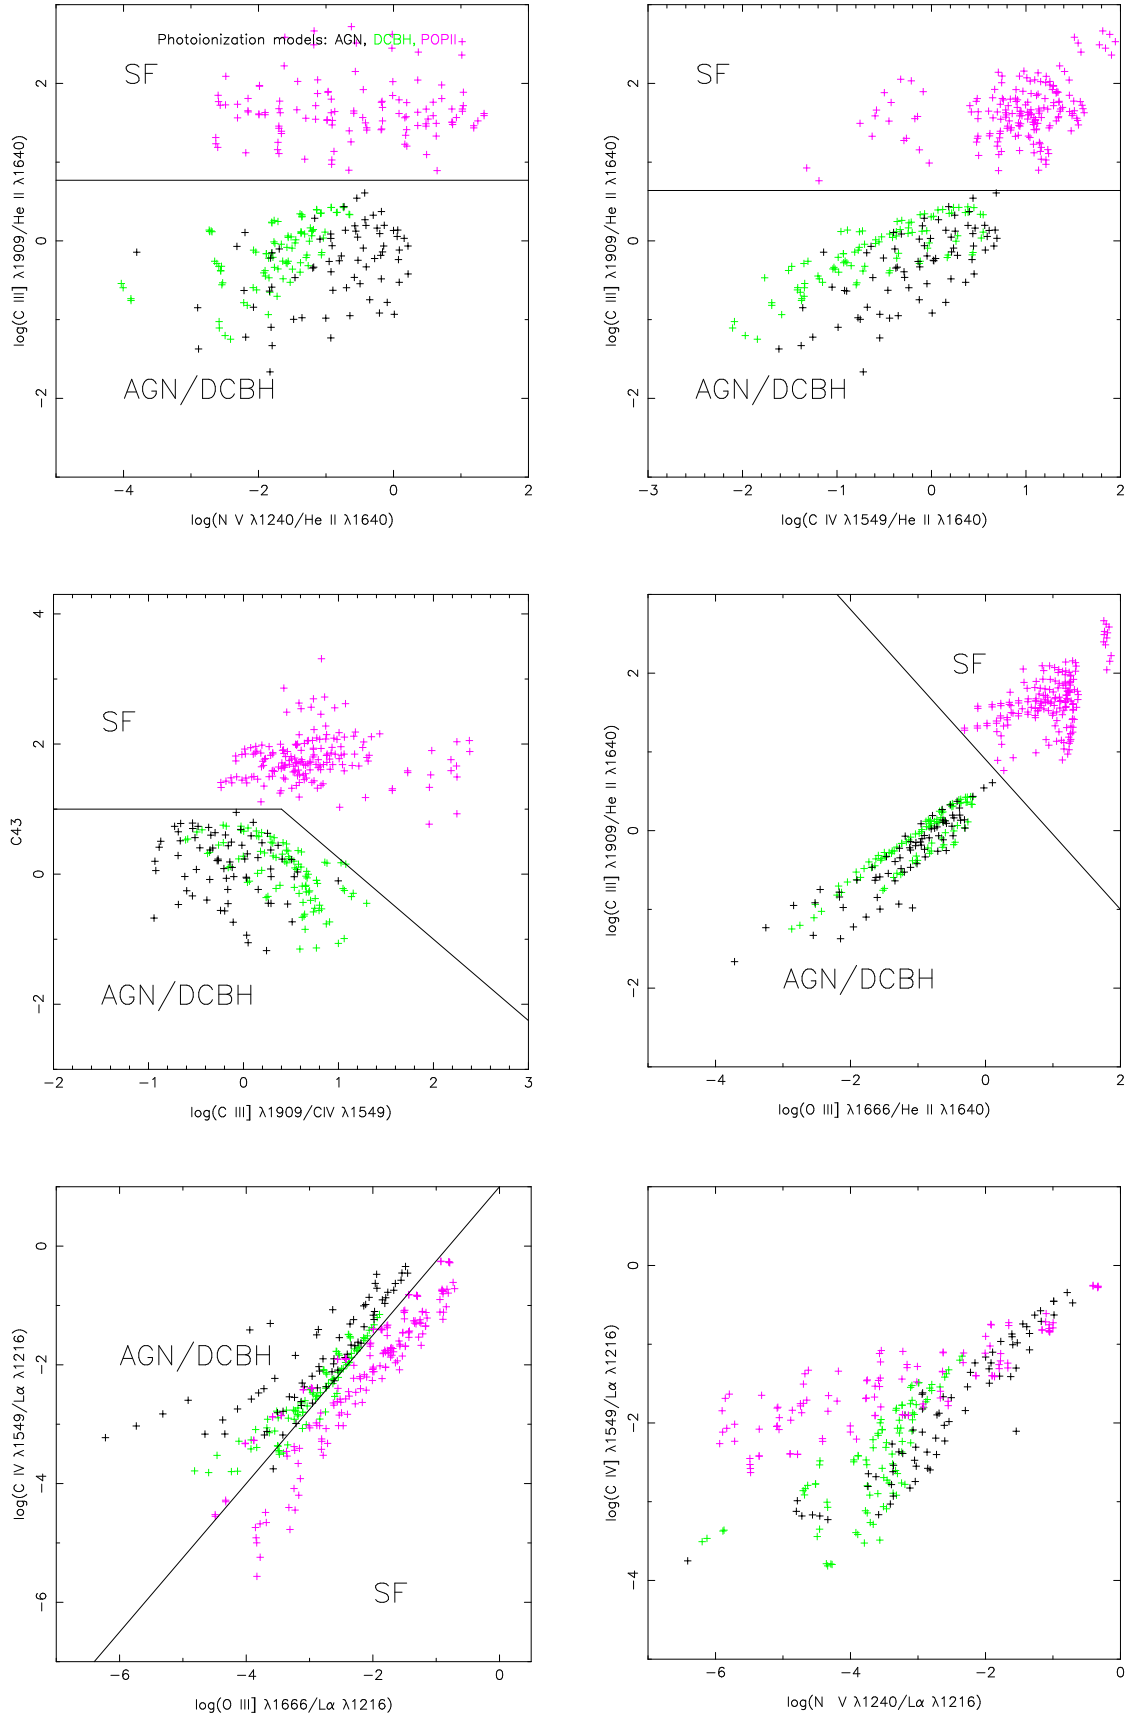 Photoionization models: AGN, DCBH, POPII
SF
AGN/DCBH
log(C III] λ1909/He II λ1640)
2
0
−2
−4
−2
0
2
log(N V λ1240/He II λ1640)
SF
AGN/DCBH
log(C III] λ1909/He II λ1640)
2
0
−2
−3
−2
−1
0
1
2
log(C IV λ1549/He II λ1640)
SF
AGN/DCBH
C43
4
2
0
−2
−2
−1
0
1
2
3
log(C III] λ1909/CIV λ1549)
SF
AGN/DCBH
log(C III] λ1909/He II λ1640)
2
0
−2
−4
−2
0
2
log(O III] λ1666/He II λ1640)
AGN/DCBH
SF
log(C IV λ1549/Lα λ1216)
0
−2
−4
−6
−6
−4
−2
0
log(O III] λ1666/Lα λ1216)
log(C IV] λ1549/Lα λ1216)
0
−2
−4
−6
−4
−2
0
log(N V λ1240/Lα λ1216)